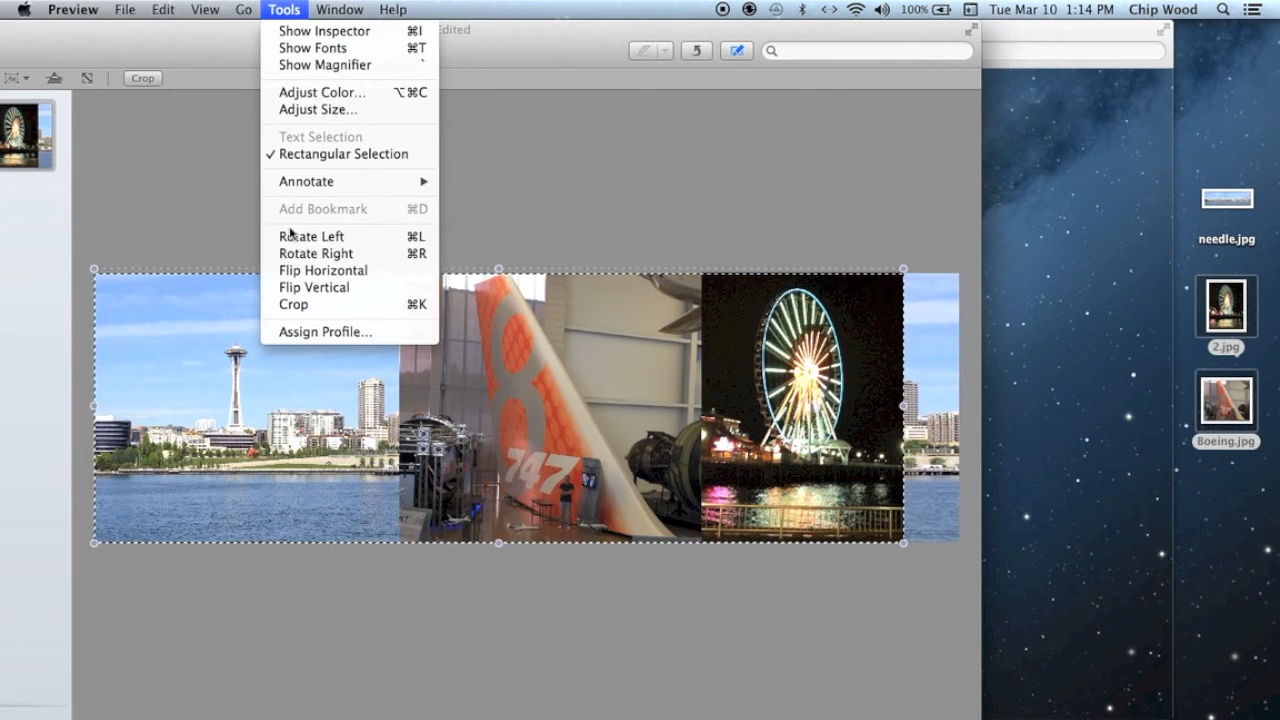 Preview File Edit View Go Tools Window Help 100% Tue Mar 10 1:14 PM Chip Wood
Edited
Show Inspector ⌘I
Show Fonts ⌘T
Show Magnifier `
Adjust Color... ⌥⌘C
Adjust Size...
Text Selection
✓ Rectangular Selection
Annotate ▶
Add Bookmark ⌘D
Rotate Left ⌘L
Rotate Right ⌘R
Flip Horizontal
Flip Vertical
Crop ⌘K
Assign Profile...
Crop
8
747
needle.jpg
2.jpg
Boeing.jpg